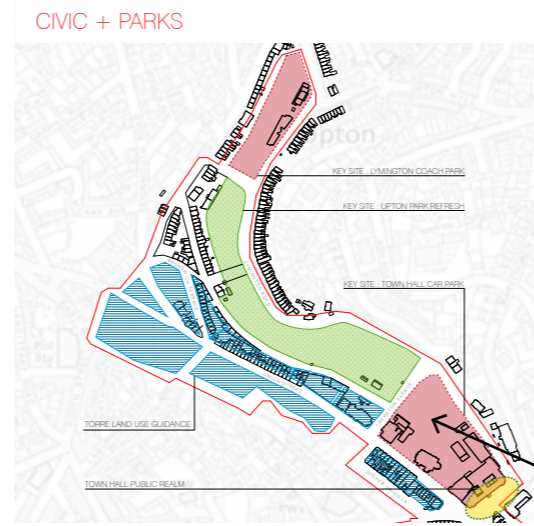 CIVIC + PARKS
KEY SITE : LYMINGTON COACH PARK
KEY SITE : UPTON PARK REFRESH
KEY SITE : TOWN HALL CAR PARK
TORRE LAND USE GUIDANCE
TOWN HALL PUBLIC REALM